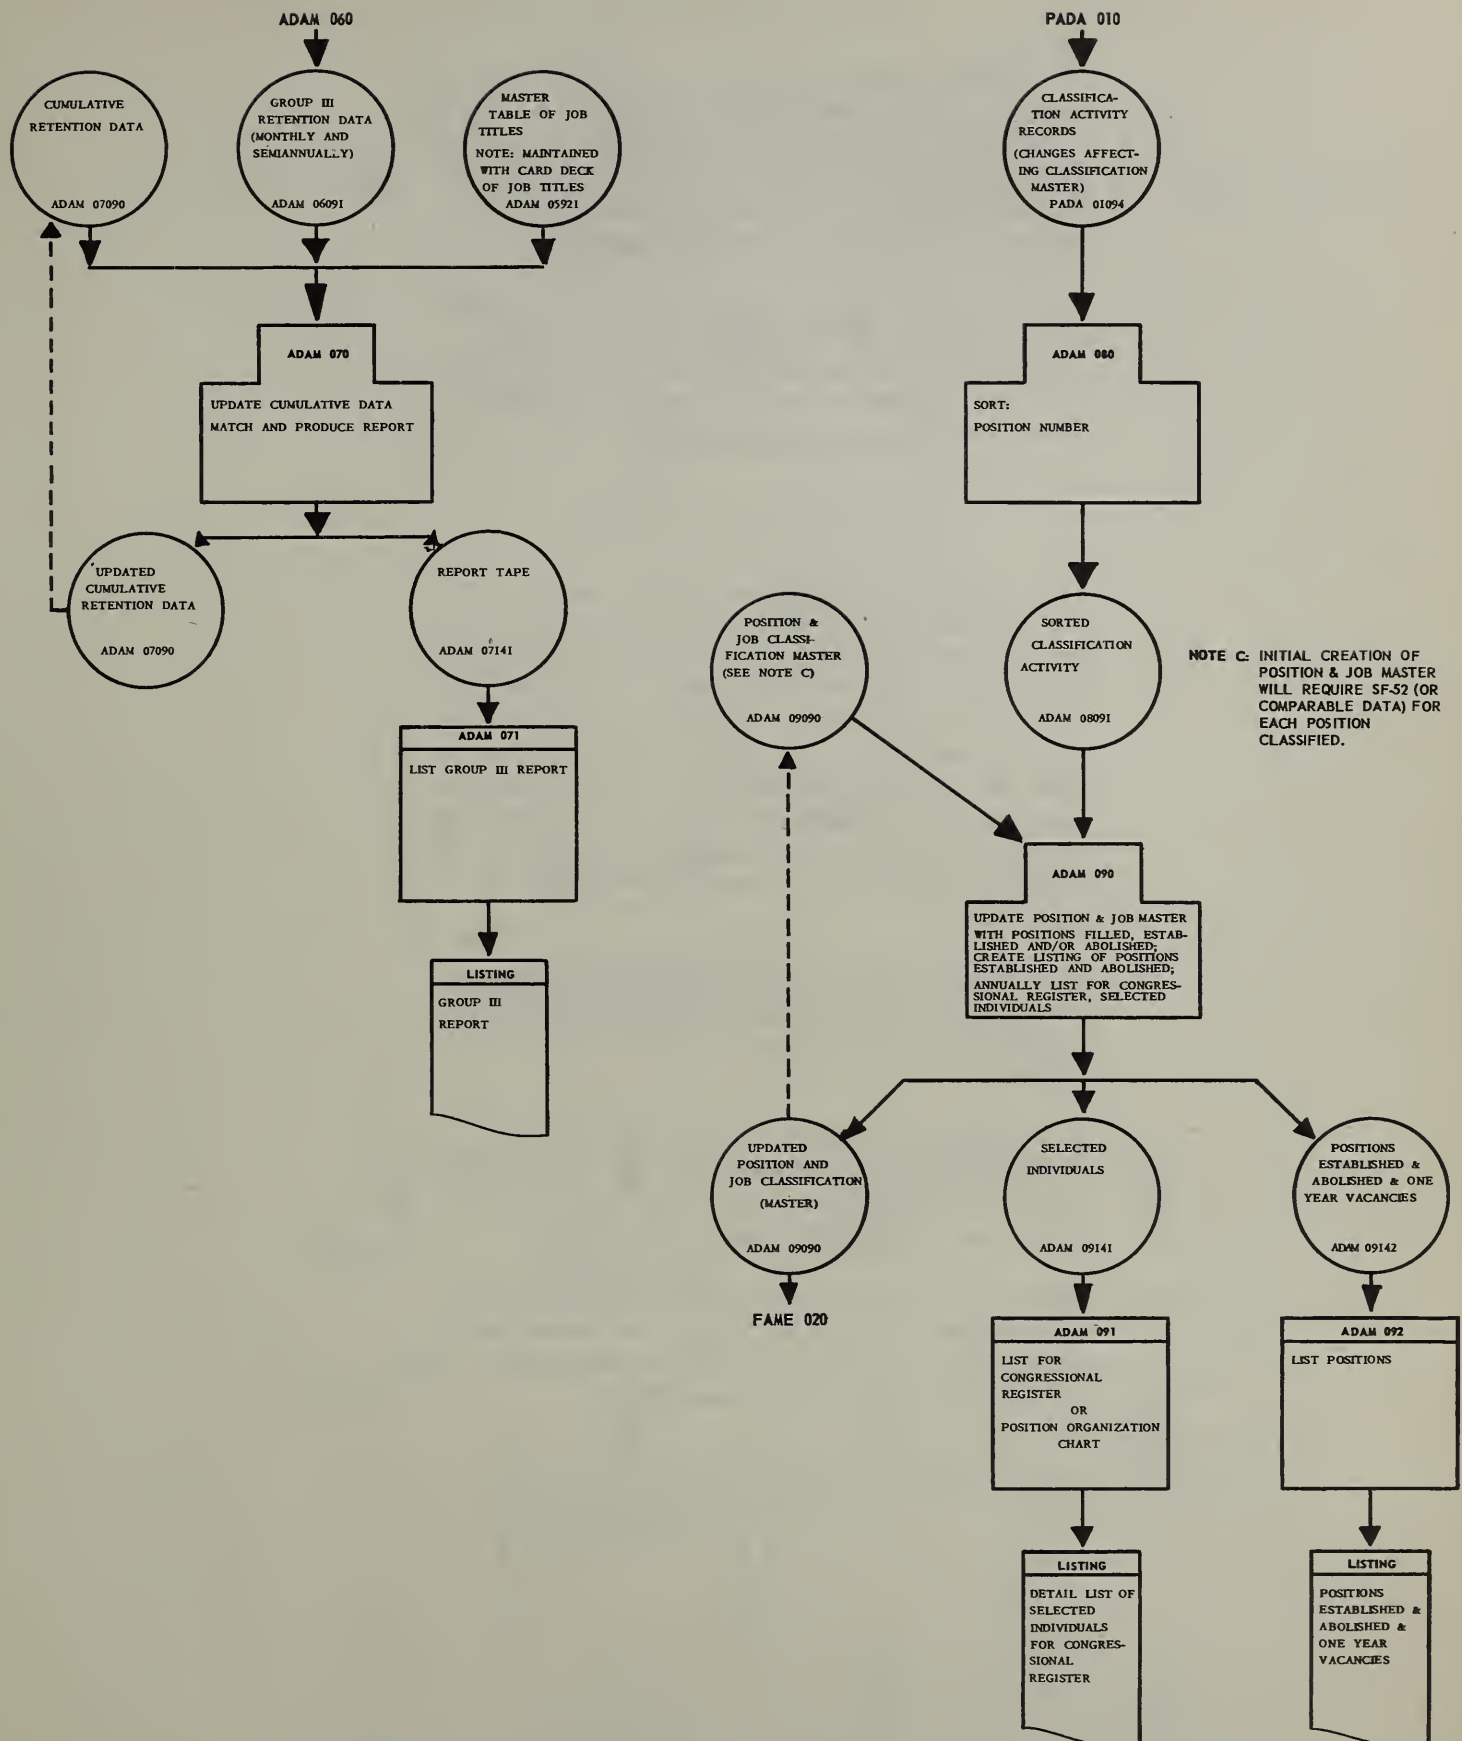 ADAM 060
CUMULATIVE
RETENTION DATA
ADAM 07090
GROUP III
RETENTION DATA
(MONTHLY AND
SEMIANNUALLY)
ADAM 06091
MASTER
TABLE OF JOB
TITLES
NOTE: MAINTAINED
WITH CARD DECK
OF JOB TITLES
ADAM 05921
ADAM 070
UPDATE CUMULATIVE DATA
MATCH AND PRODUCE REPORT
UPDATED
CUMULATIVE
RETENTION DATA
ADAM 07090
REPORT TAPE
ADAM 07141
ADAM 071
LIST GROUP III REPORT
LISTING
GROUP III
REPORT
PADA 010
CLASSIFICA-
TION ACTIVITY
RECORDS
(CHANGES AFFECT-
ING CLASSIFICATION
MASTER)
PADA 01094
ADAM 080
SORT:
POSITION NUMBER
POSITION &
JOB CLASSI-
FICATION MASTER
(SEE NOTE C)
ADAM 09090
SORTED
CLASSIFICATION
ACTIVITY
ADAM 08091
NOTE C: INITIAL CREATION OF
POSITION & JOB MASTER
WILL REQUIRE SF-52 (OR
COMPARABLE DATA) FOR
EACH POSITION
CLASSIFIED.
ADAM 090
UPDATE POSITION & JOB MASTER
WITH POSITIONS FILLED, ESTAB-
LISHED AND/OR ABOLISHED;
CREATE LISTING OF POSITIONS
ESTABLISHED AND ABOLISHED;
ANNUALLY LIST FOR CONGRES-
SIONAL REGISTER, SELECTED
INDIVIDUALS
UPDATED
POSITION AND
JOB CLASSIFICATION
(MASTER)
ADAM 09090
FAME 020
SELECTED
INDIVIDUALS
ADAM 09141
POSITIONS
ESTABLISHED &
ABOLISHED & ONE
YEAR VACANCIES
ADAM 09142
ADAM 091
LIST FOR
CONGRESSIONAL
REGISTER
OR
POSITION ORGANIZATION
CHART
ADAM 092
LIST POSITIONS
LISTING
DETAIL LIST OF
SELECTED
INDIVIDUALS
FOR CONGRES-
SIONAL
REGISTER
LISTING
POSITIONS
ESTABLISHED &
ABOLISHED &
ONE YEAR
VACANCIES